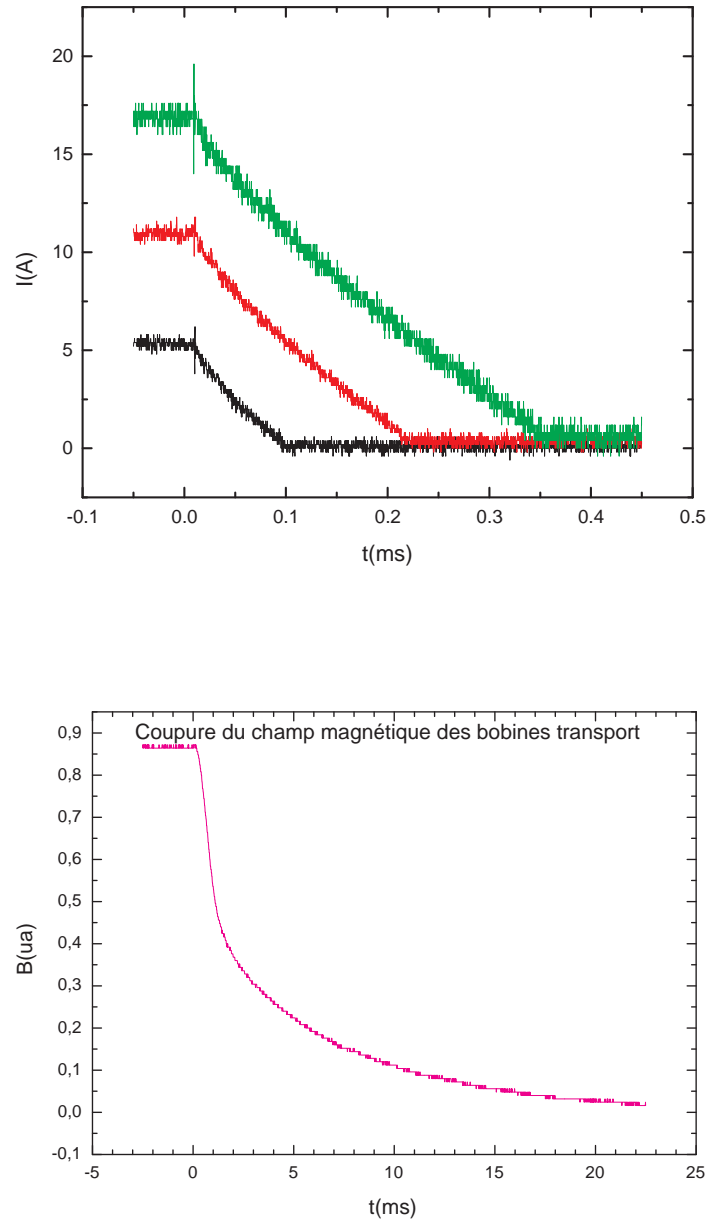 20
15
10
5
0
I(A)
-0.1 0.0 0.1 0.2 0.3 0.4 0.5
t(ms)
Coupure du champ magnétique des bobines transport
0,9
0,8
0,7
0,6
0,5
0,4
0,3
0,2
0,1
0,0
-0,1
B(ua)
-5 0 5 10 15 20 25
t(ms)